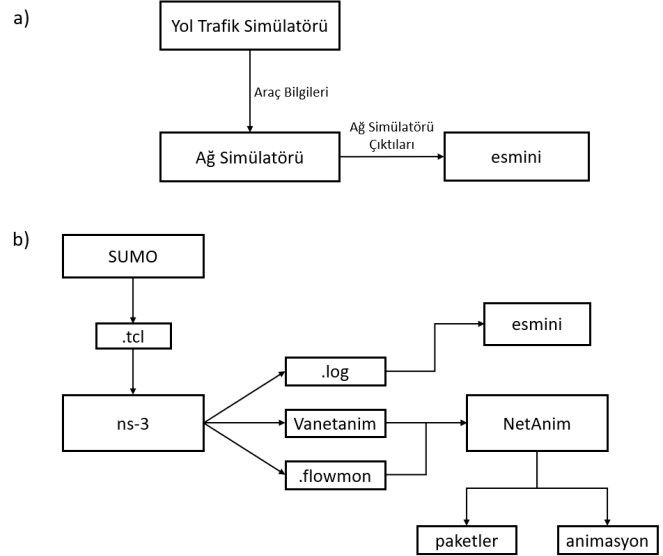 a)
Yol Trafik Simülatörü
Araç Bilgileri
Ağ Simülatörü
Ağ Simülatörü
Çıktıları
esmini
b)
SUMO
.tcl
ns-3
.log
Vanetanim
.flowmon
esmini
NetAnim
paketler
animasyon